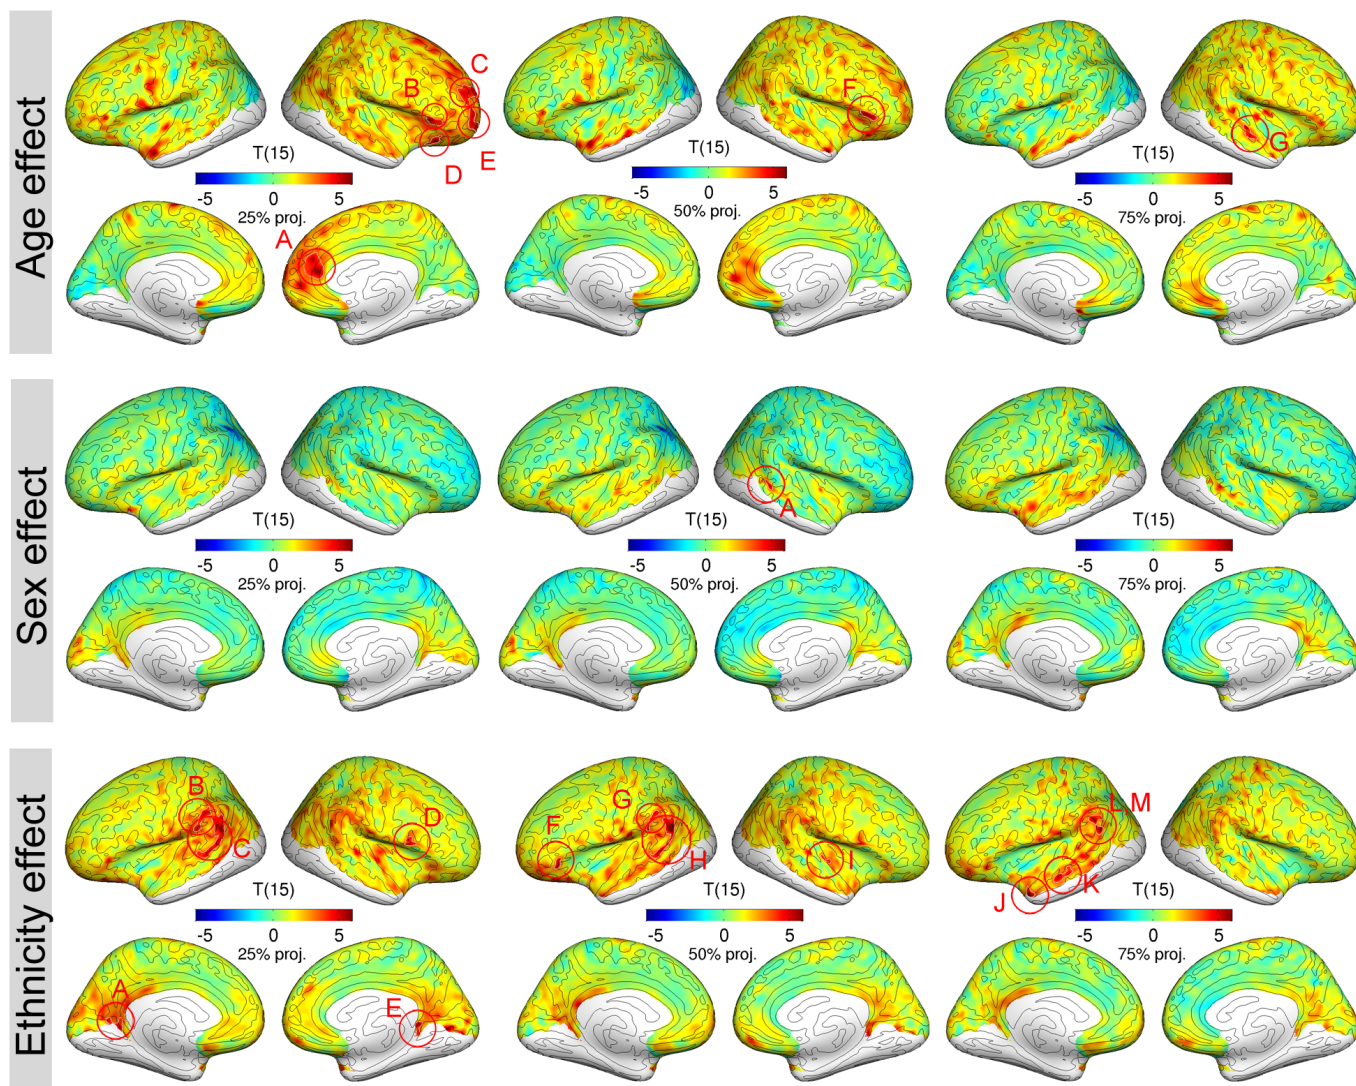 Age effect
B
C
D
E
T(15)
-5 0 5
25% proj.
A
F
T(15)
-5 0 5
50% proj.
G
T(15)
-5 0 5
75% proj.
Sex effect
T(15)
-5 0 5
25% proj.
A
T(15)
-5 0 5
50% proj.
T(15)
-5 0 5
75% proj.
Ethnicity effect
B
C
D
T(15)
-5 0 5
25% proj.
A
E
F
G
H
I
T(15)
-5 0 5
50% proj.
L,M
J
K
T(15)
-5 0 5
75% proj.